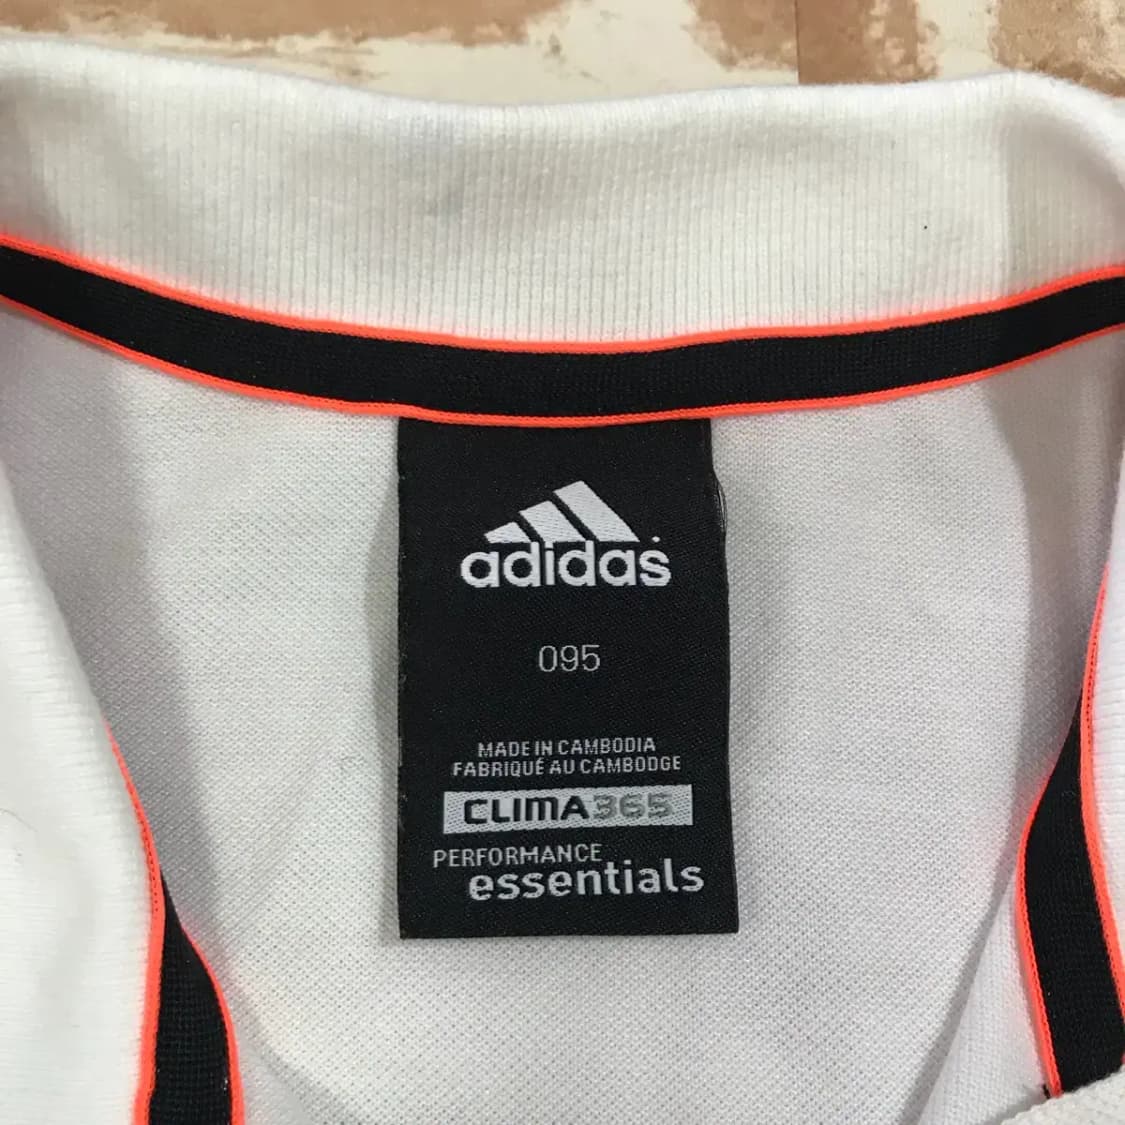 adidas
095
MADE IN CAMBODIA
FABRIQUÉ AU CAMBODGE
CLIMA365
PERFORMANCE
essentials